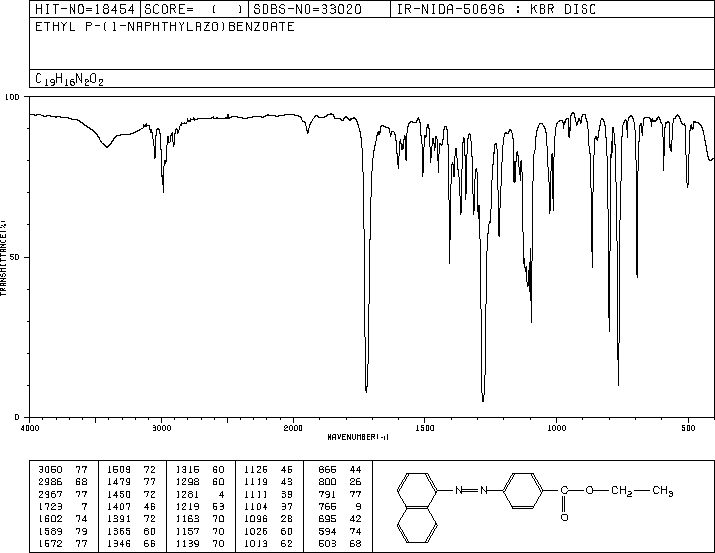 HIT-NO=18454 SCORE= ( ) SDBS-NO=33020 IR-NIDA-50696 : KBR DISC
ETHYL P-(1-NAPHTHYLAZO)BENZOATE
C19H16N2O2
100
50
0
TRANSMITTANCE(%)
4000 3000 2000 1500 1000 500
WAVENUMBER(-1)
3060 77 1509 72 1316 60 1126 46 866 44
2986 68 1479 77 1298 60 1119 43 800 26
2967 77 1450 72 1281 4 1111 39 791 77
1723 7 1407 46 1219 53 1104 37 766 9
1602 74 1391 72 1163 70 1096 28 695 42
1589 79 1365 60 1157 70 1026 60 594 74
1572 77 1346 66 1139 70 1013 62 503 68
N=N C O CH2 CH3
O